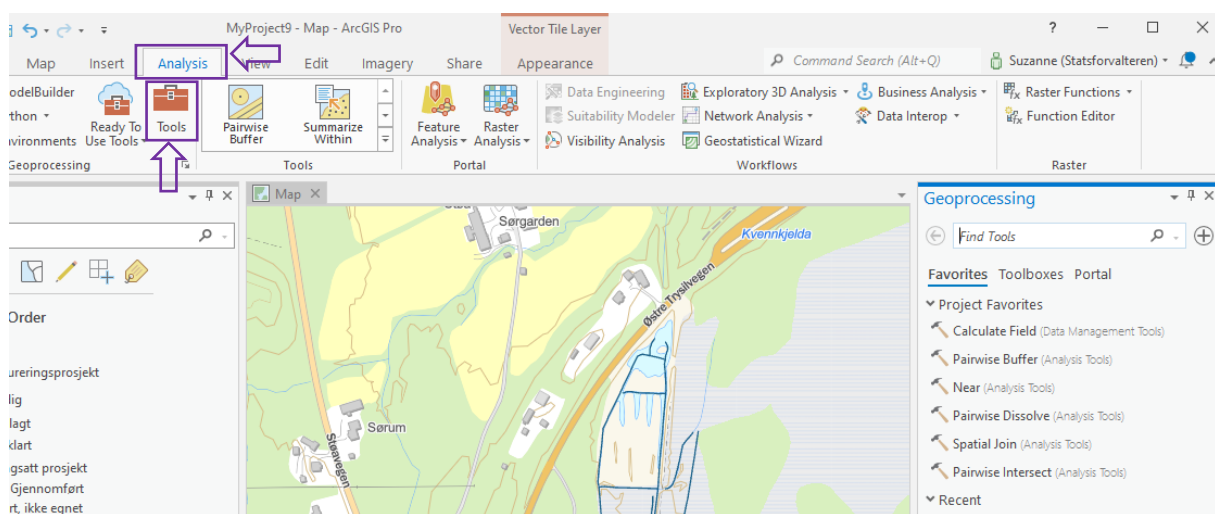 MyProject9 - Map - ArcGIS Pro
Vector Tile Layer
?
Map Insert Analysis View Edit Imagery Share Appearance
Command Search (Alt+Q)
Suzanne (Statsforvalteren)
odelBuilder
thon
vironments
Ready To
Use Tools
Tools
Pairwise
Buffer
Summarize
Within
Feature
Analysis
Raster
Analysis
Data Engineering
Suitability Modeler
Visibility Analysis
Exploratory 3D Analysis
Network Analysis
Geostatistical Wizard
Business Analysis
Data Interop
Raster Functions
Function Editor
Geoprocessing
Tools
Portal
Workflows
Raster
Map
Sørgarden
Kvennkjelda
Østre Trysilvegen
Sørum
Støavegen
Order
ureringsprosjekt
lig
lagt
klart
gsatt prosjekt
Gjennomført
rt, ikke egnet
Geoprocessing
Find Tools
Favorites Toolboxes Portal
Project Favorites
Calculate Field (Data Management Tools)
Pairwise Buffer (Analysis Tools)
Near (Analysis Tools)
Pairwise Dissolve (Analysis Tools)
Spatial Join (Analysis Tools)
Pairwise Intersect (Analysis Tools)
Recent